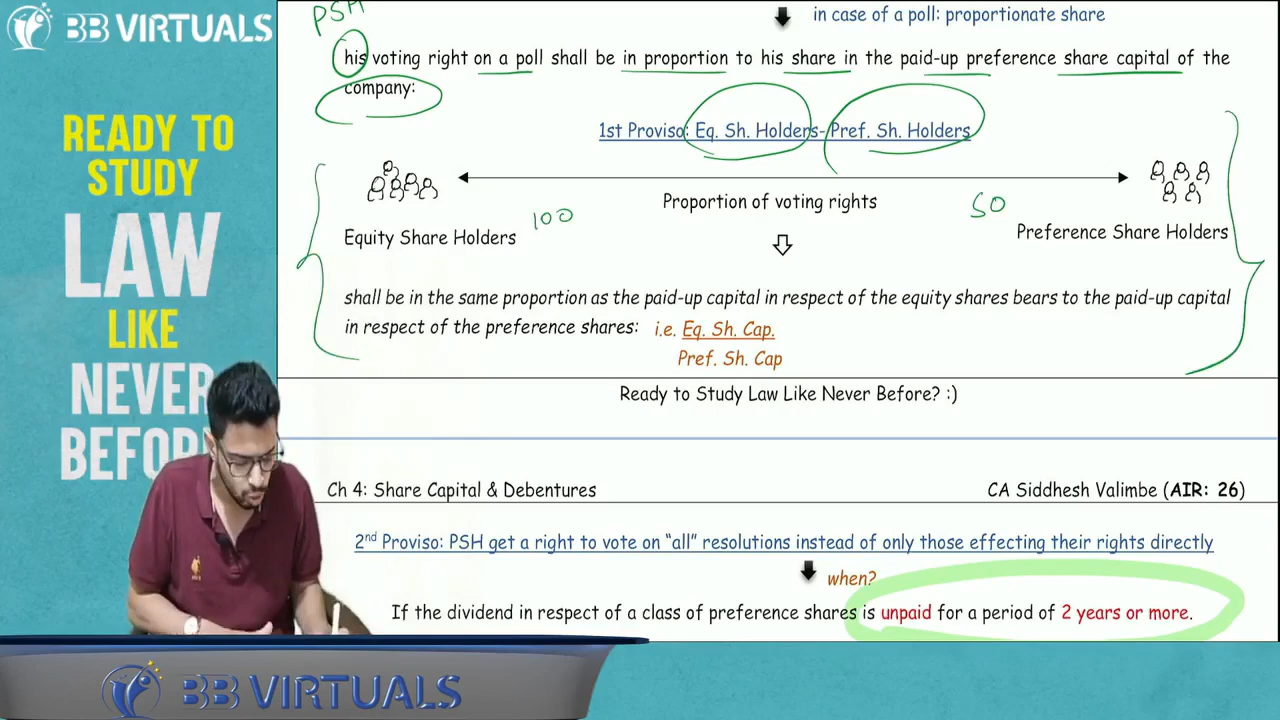 PSH
in case of a poll: proportionate share
BB VIRTUALS
his voting right on a poll shall be in proportion to his share in the paid-up preference share capital of the
company:
READY TO
STUDY
LAW
LIKE
NEVER
BEFOR
1st Proviso: Eq. Sh. Holders- Pref. Sh. Holders
Proportion of voting rights
100
50
Equity Share Holders
Preference Share Holders
shall be in the same proportion as the paid-up capital in respect of the equity shares bears to the paid-up capital
in respect of the preference shares: i.e. Eq. Sh. Cap.
Pref. Sh. Cap
Ready to Study Law Like Never Before? :)
Ch 4: Share Capital & Debentures
CA Siddhesh Valimbe (AIR: 26)
2nd Proviso: PSH get a right to vote on “all” resolutions instead of only those effecting their rights directly
when?
If the dividend in respect of a class of preference shares is unpaid for a period of 2 years or more.
BB VIRTUALS